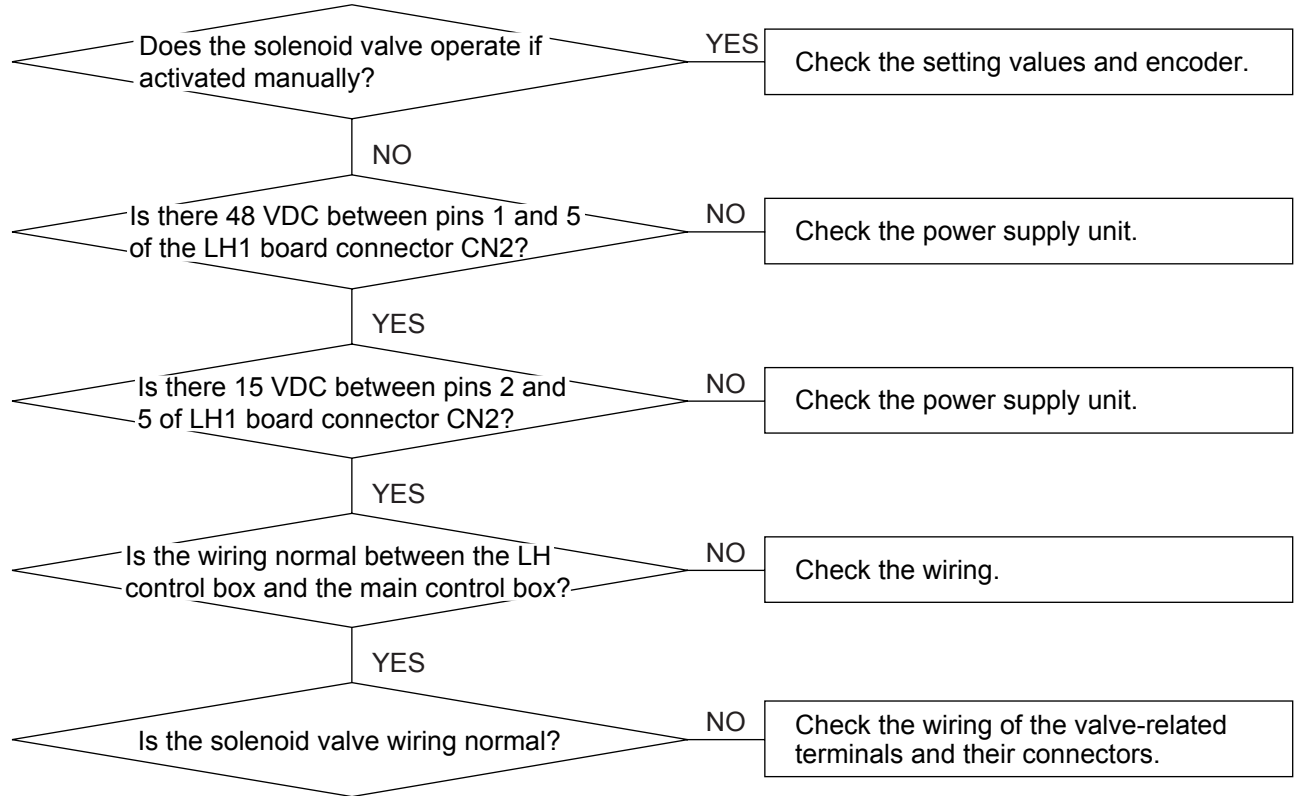 Does the solenoid valve operate if
activated manually?
YES
Check the setting values and encoder.
NO
Is there 48 VDC between pins 1 and 5
of the LH1 board connector CN2?
NO
Check the power supply unit.
YES
Is there 15 VDC between pins 2 and
5 of LH1 board connector CN2?
NO
Check the power supply unit.
YES
Is the wiring normal between the LH
control box and the main control box?
NO
Check the wiring.
YES
Is the solenoid valve wiring normal?
NO
Check the wiring of the valve-related
terminals and their connectors.